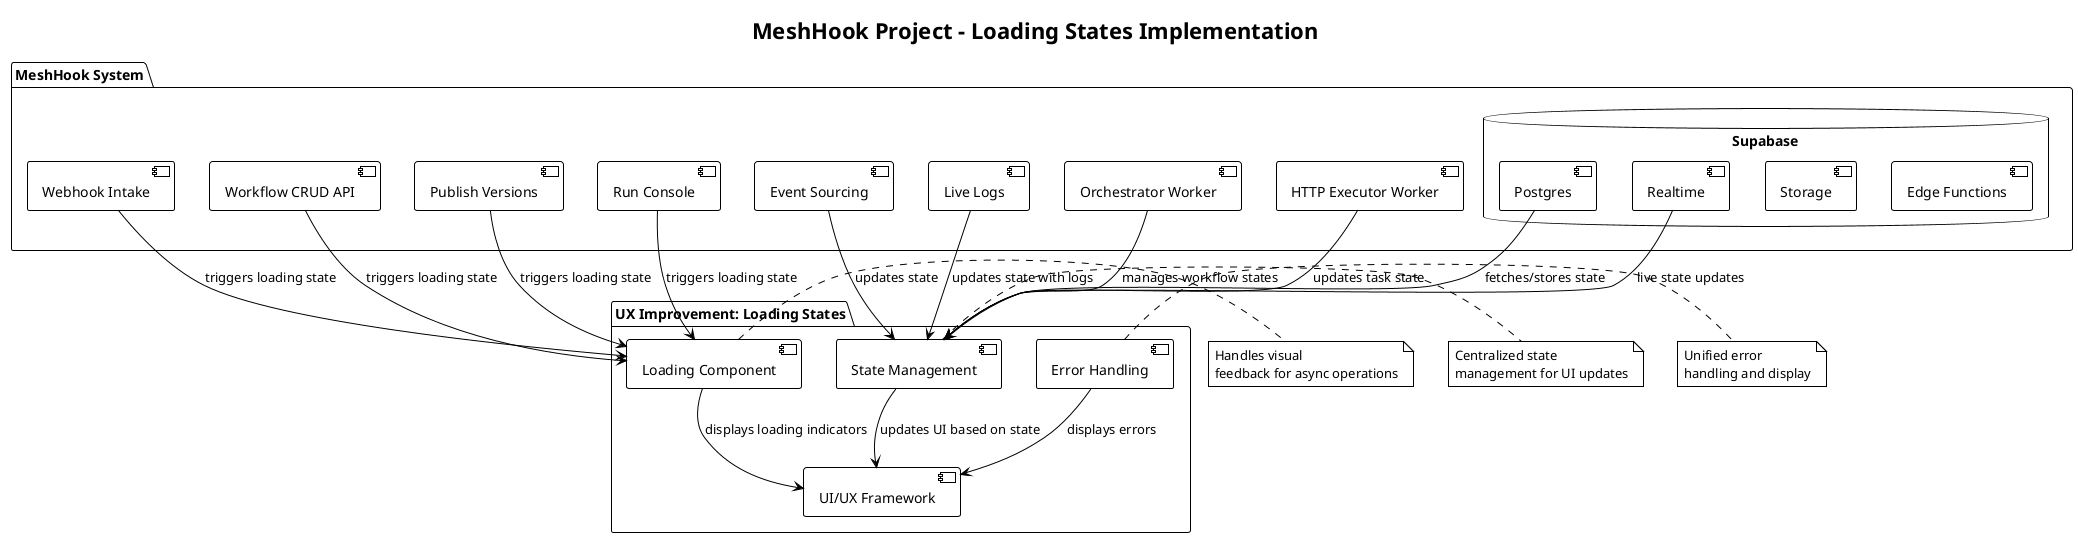 MeshHook Project - Loading States Implementation
MeshHook System
Supabase
Webhook Intake
Workflow CRUD API
Publish Versions
Run Console
Event Sourcing
Live Logs
Orchestrator Worker
HTTP Executor Worker
Postgres
Realtime
Storage
Edge Functions
triggers loading state
triggers loading state
triggers loading state
triggers loading state
updates state
updates state with logs
manages workflow states
updates task state
fetches/stores state
live state updates
UX Improvement: Loading States
Loading Component
State Management
Error Handling
Handles visual
feedback for async operations
Centralized state
management for UI updates
Unified error
handling and display
displays loading indicators
updates UI based on state
displays errors
UI/UX Framework